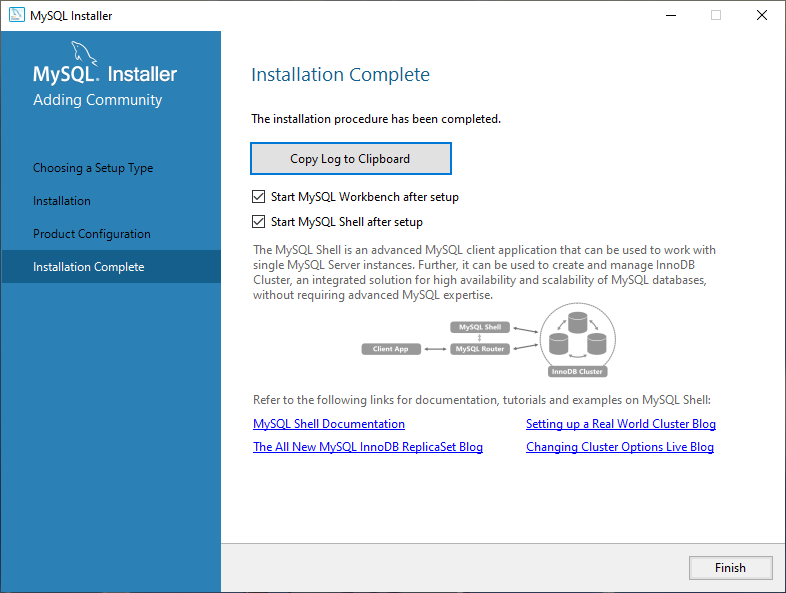 MySQL Installer
MySQL. Installer
Adding Community
Choosing a Setup Type
Installation
Product Configuration
Installation Complete
Installation Complete
The installation procedure has been completed.
Copy Log to Clipboard
Start MySQL Workbench after setup
Start MySQL Shell after setup
The MySQL Shell is an advanced MySQL client application that can be used to work with
single MySQL Server instances. Further, it can be used to create and manage InnoDB
Cluster, an integrated solution for high availability and scalability of MySQL databases,
without requiring advanced MySQL expertise.
MySQL Shell
Client App
MySQL Router
InnoDB Cluster
Refer to the following links for documentation, tutorials and examples on MySQL Shell:
MySQL Shell Documentation
Setting up a Real World Cluster Blog
The All New MySQL InnoDB ReplicaSet Blog
Changing Cluster Options Live Blog
Finish